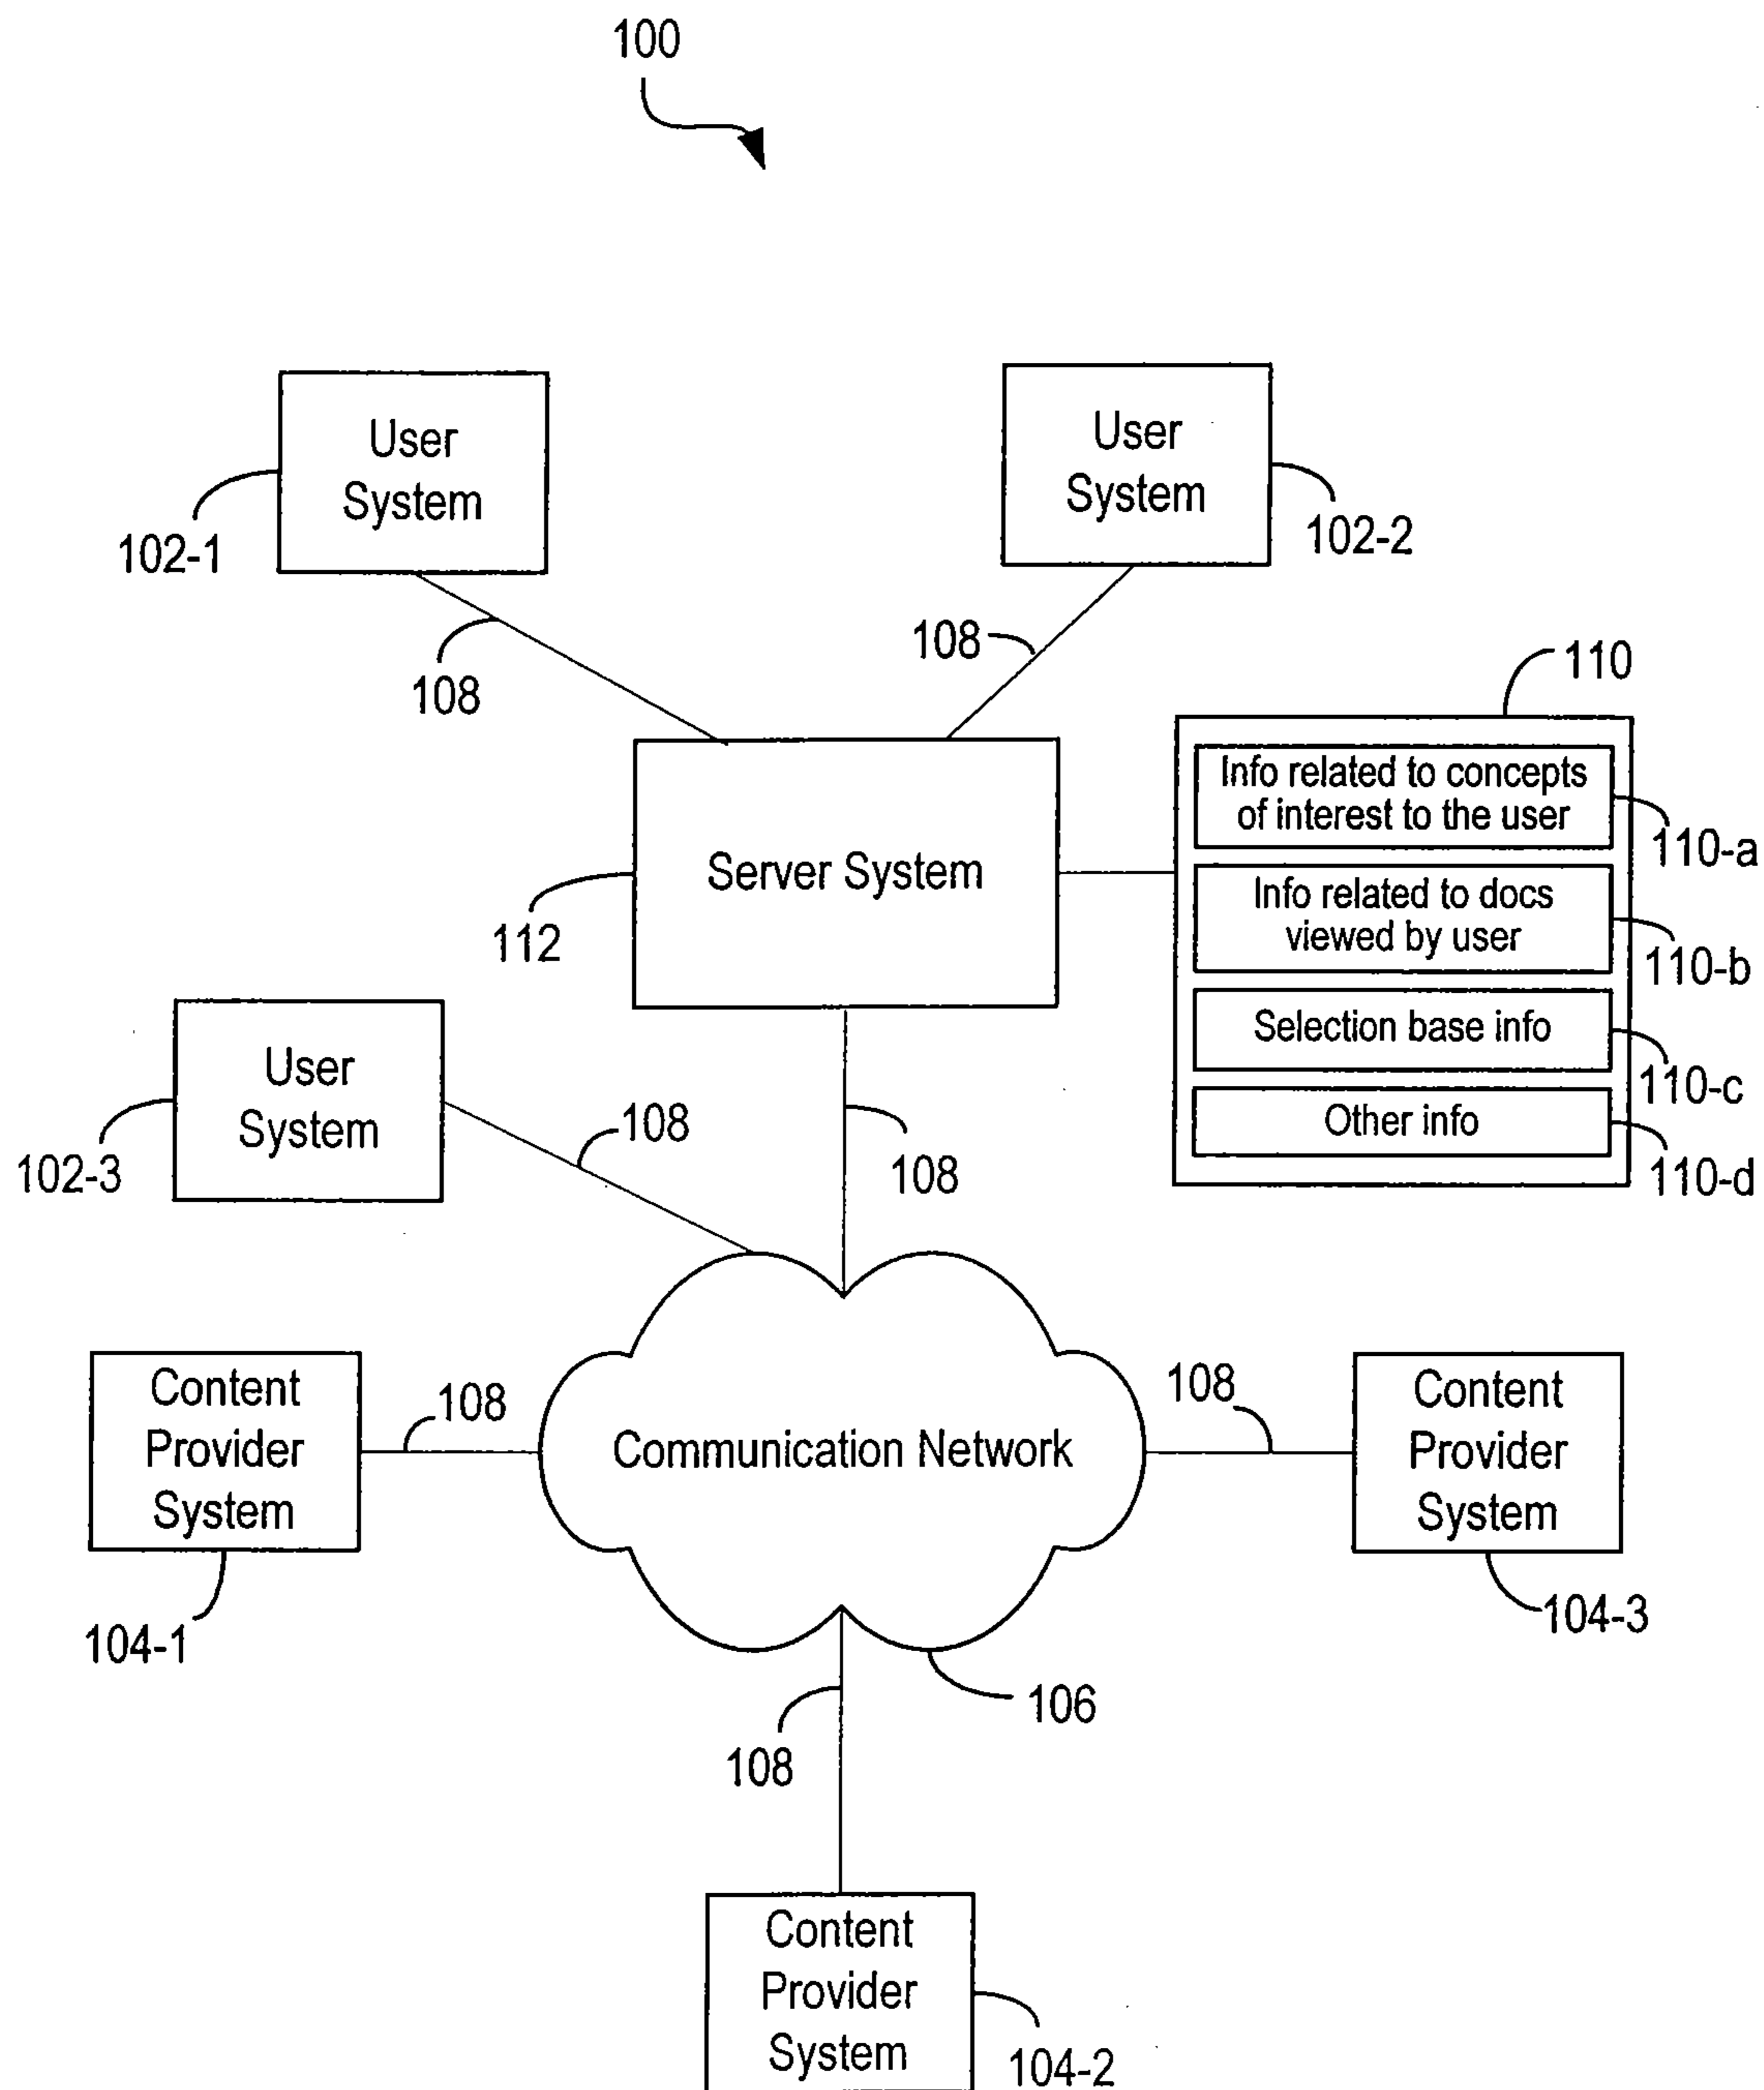 100
User
System
102-1
User
System
102-2
108
108
110
Info related to concepts
of interest to the user
110-a
Server System
112
Info related to docs
viewed by user
110-b
Selection base info
110-c
Other info
110-d
User
System
102-3
108
108
Content
Provider
System
104-1
108
Communication Network
106
108
Content
Provider
System
104-3
108
Content
Provider
System
104-2